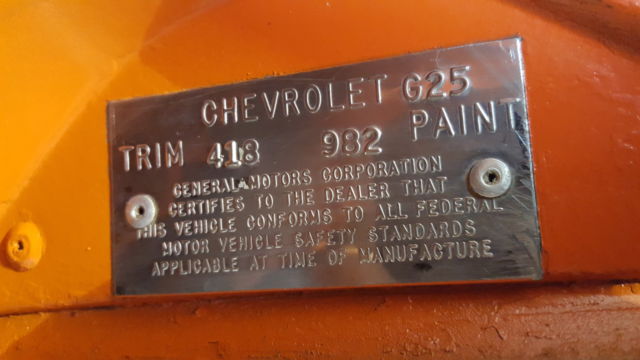 CHEVROLET G25
TRIM 418 982 PAINT
GENERAL MOTORS CORPORATION
CERTIFIES TO THE DEALER THAT
THIS VEHICLE CONFORMS TO ALL FEDERAL
MOTOR VEHICLE SAFETY STANDARDS
APPLICABLE AT TIME OF MANUFACTURE